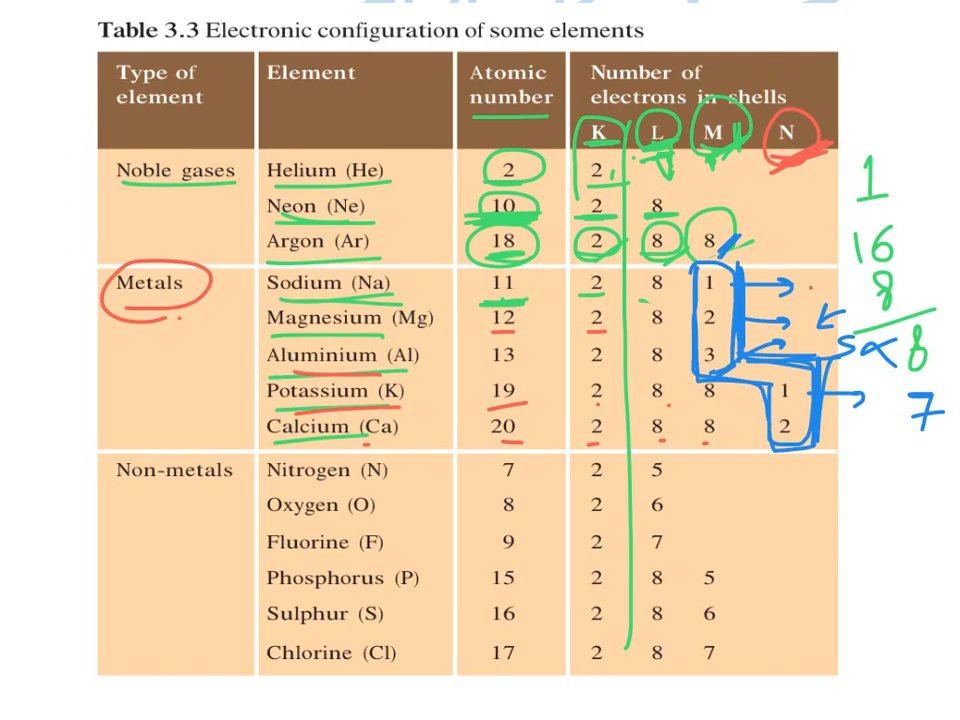 Table 3.3 Electronic configuration of some elements
Type of element Element Atomic number Number of electrons in shells
K L M N
Noble gases Helium (He) 2 2
Neon (Ne) 10 2 8
Argon (Ar) 18 2 8 8
Metals Sodium (Na) 11 2 8 1
Magnesium (Mg) 12 2 8 2
Aluminium (Al) 13 2 8 3
Potassium (K) 19 2 8 8 1
Calcium (Ca) 20 2 8 8 2
Non-metals Nitrogen (N) 7 2 5
Oxygen (O) 8 2 6
Fluorine (F) 9 2 7
Phosphorus (P) 15 2 8 5
Sulphur (S) 16 2 8 6
Chlorine (Cl) 17 2 8 7
1
16
8
8
7